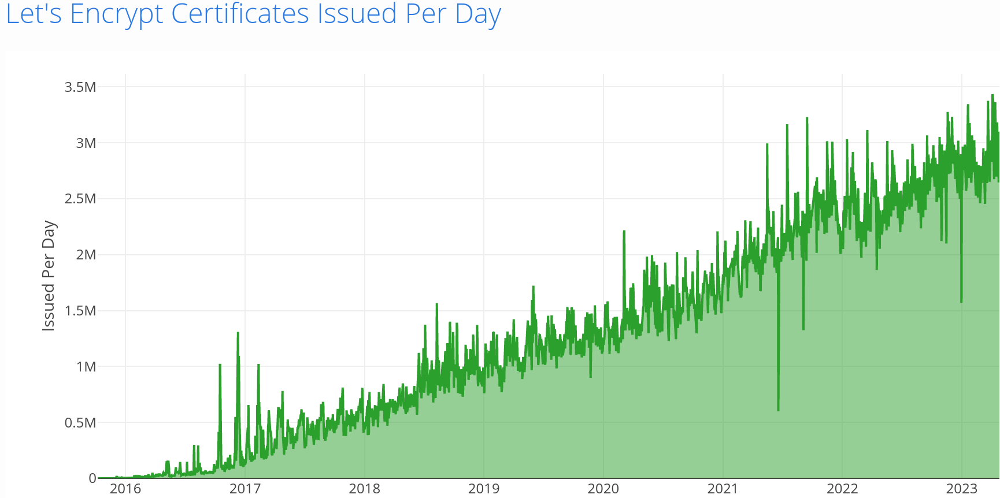 Let's Encrypt Certificates Issued Per Day
3.5M
3M
2.5M
2M
1.5M
1M
0.5M
0
Issued Per Day
2016 2017 2018 2019 2020 2021 2022 2023